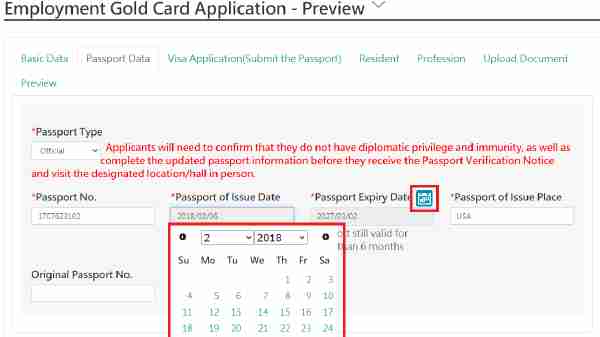 Employment Gold Card Application - Preview
Basic Data Passport Data Visa Application(Submit the Passport) Resident Profession Upload Document
Preview
*Passport Type
Official Applicants will need to confirm that they do not have diplomatic privilege and immunity, as well as
complete the updated passport information before they receive the Passport Verification Notice
and visit the designated location/hall in person.
*Passport No. *Passport of Issue Date *Passport Expiry Date *Passport of Issue Place
2018/02/06 2027/02/02 USA
2 2018 ort still valid for
than 6 months
Su Mo Tu We Th Fr Sa
Original Passport No.
1 2 3
4 5 6 7 8 9 10
11 12 13 14 15 16 17
18 19 20 21 22 23 24